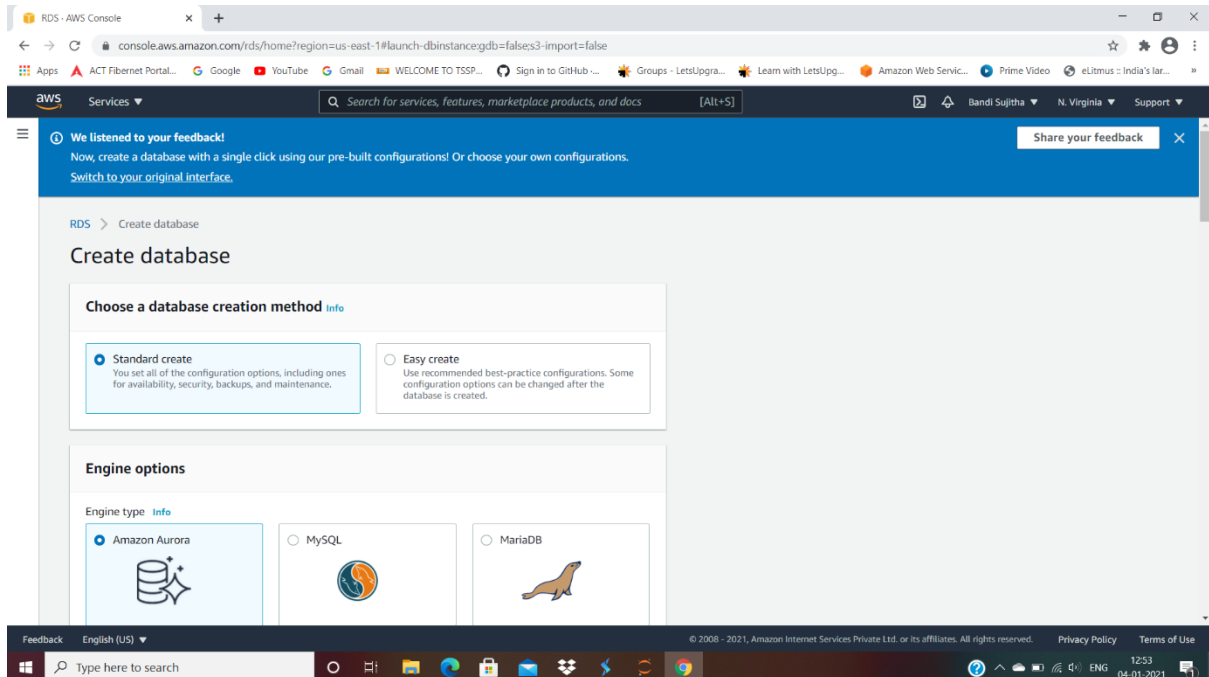 RDS · AWS Console
console.aws.amazon.com/rds/home?region=us-east-1#launch-dbinstance:gdb=false;s3-import=false
Apps ACT Fibernet Portal... Google YouTube Gmail WELCOME TO TSSP... Sign in to GitHub ·... Groups - LetsUpgra... Learn with LetsUpg... Amazon Web Servic... Prime Video eLitmus :: India's lar... »
aws Services ▼ Search for services, features, marketplace products, and docs [Alt+S] Bandi Sujitha ▼ N. Virginia ▼ Support ▼
We listened to your feedback! Share your feedback
Now, create a database with a single click using our pre-built configurations! Or choose your own configurations.
Switch to your original interface.
RDS > Create database
Create database
Choose a database creation method Info
Standard create
You set all of the configuration options, including ones
for availability, security, backups, and maintenance.
Easy create
Use recommended best-practice configurations. Some
configuration options can be changed after the
database is created.
Engine options
Engine type Info
Amazon Aurora MySQL MariaDB
Feedback English (US) ▼ © 2008 - 2021, Amazon Internet Services Private Ltd. or its affiliates. All rights reserved. Privacy Policy Terms of Use
Type here to search ENG 12:53
04-01-2021